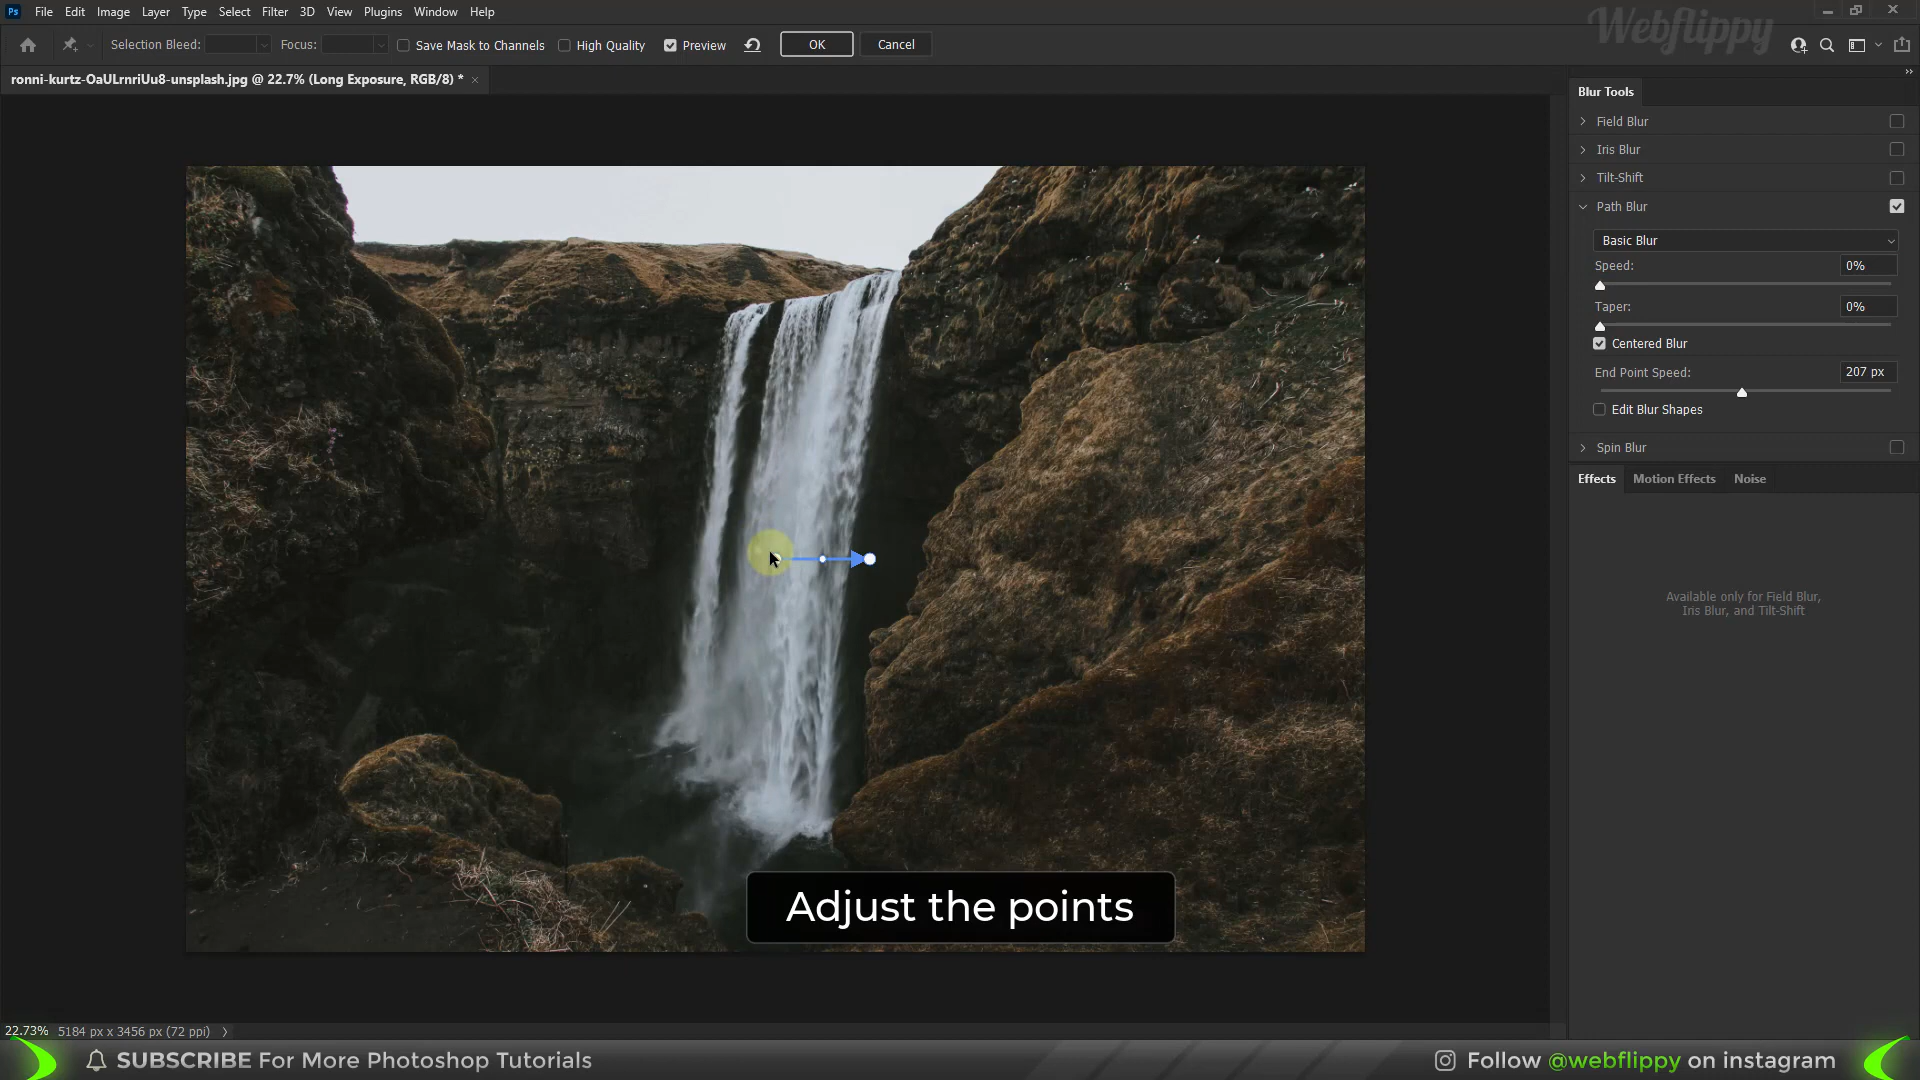 Ps File Edit Image Layer Type Select Filter 3D View Plugins Window Help
Webflippy
Selection Bleed: Focus: Save Mask to Channels High Quality Preview OK Cancel
ronni-kurtz-OaULrnriUu8-unsplash.jpg @ 22.7% (Long Exposure, RGB/8) *
Blur Tools
Field Blur
Iris Blur
Tilt-Shift
Path Blur
Basic Blur
Speed: 0%
Taper: 0%
Centered Blur
End Point Speed: 207 px
Edit Blur Shapes
Spin Blur
Effects Motion Effects Noise
Available only for Field Blur,
Iris Blur, and Tilt-Shift
Adjust the points
22.73% 5184 px x 3456 px (72 ppi)
SUBSCRIBE For More Photoshop Tutorials
Follow @webflippy on instagram